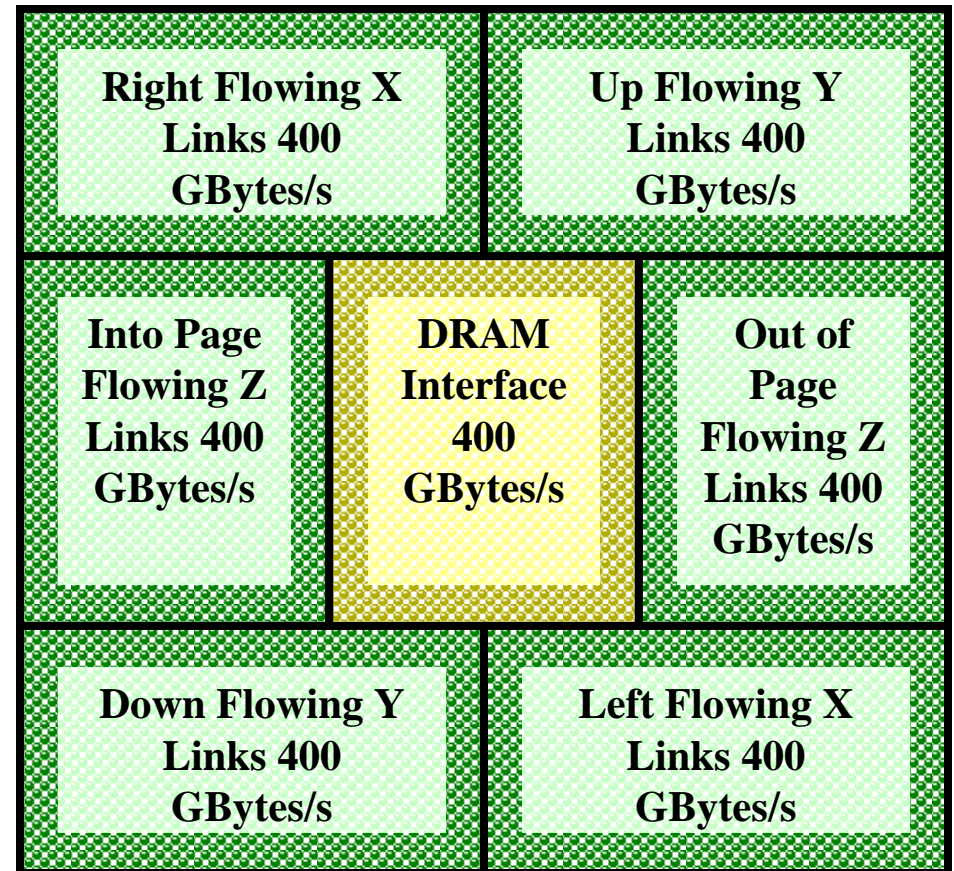 Right Flowing X
Links 400
GBytes/s
Up Flowing Y
Links 400
GBytes/s
Into Page
Flowing Z
Links 400
GBytes/s
DRAM
Interface
400
GBytes/s
Out of
Page
Flowing Z
Links 400
GBytes/s
Down Flowing Y
Links 400
GBytes/s
Left Flowing X
Links 400
GBytes/s